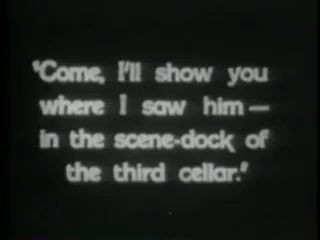 "Come, I'll show you
where I saw him —
in the scene-dock of
the third cellar."